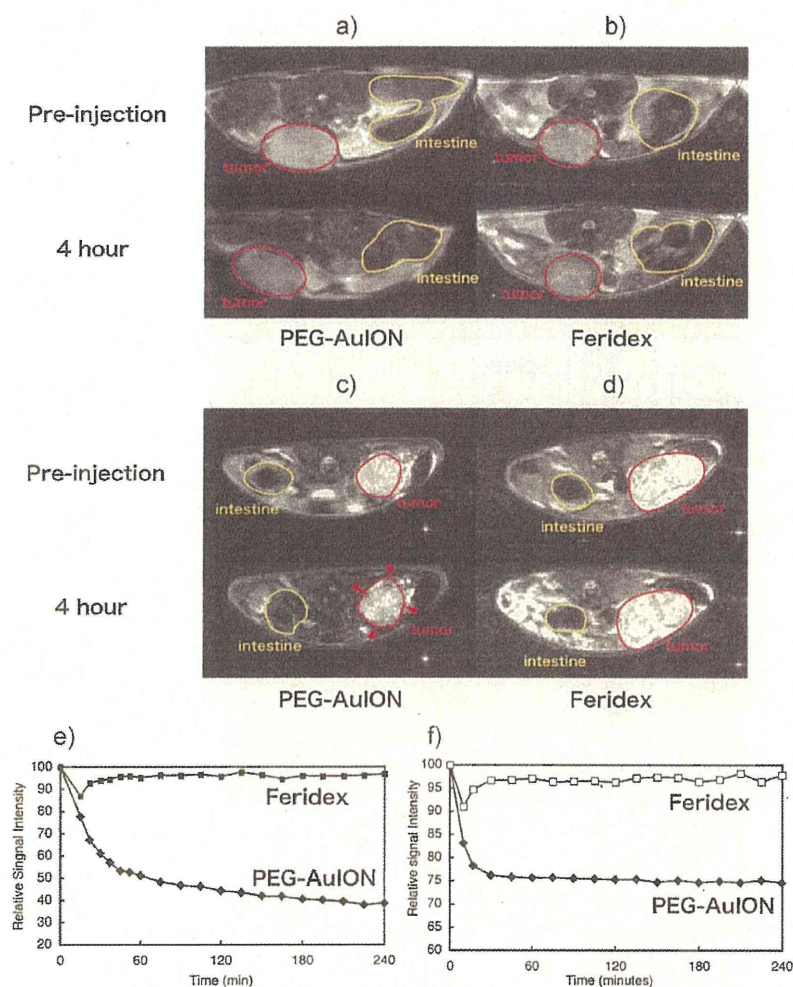 a) b)
Pre-injection
tumor intestine tumor intestine
4 hour
tumor intestine tumor intestine
PEG-AuION Feridex
c) d)
Pre-injection
intestine tumor intestine tumor
4 hour
intestine tumor intestine tumor
PEG-AuION Feridex
e)
Relative Singnal Intensity
100
90
80
70
60
50
40
30
20
Feridex
PEG-AuION
0 60 120 180 240
Time (min)
f)
Relative signal Intensity
100
95
90
85
80
75
70
65
60
Feridex
PEG-AuION
0 60 120 180 240
Time (minutes)